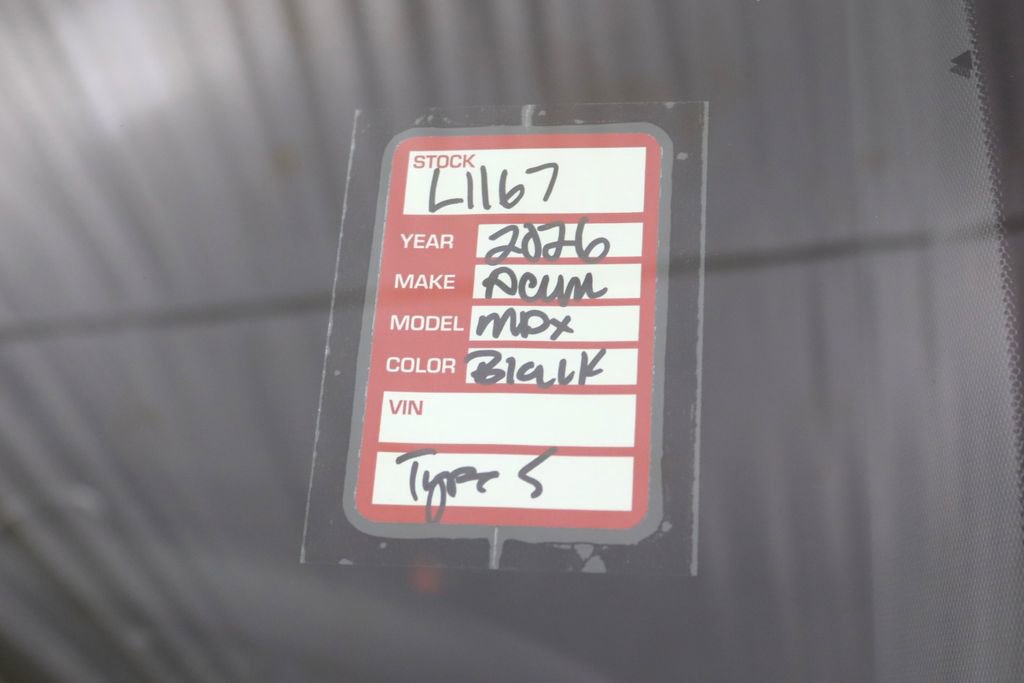 STOCK
L1167
YEAR 2026
MAKE Acura
MODEL MDX
COLOR Black
VIN
Type S